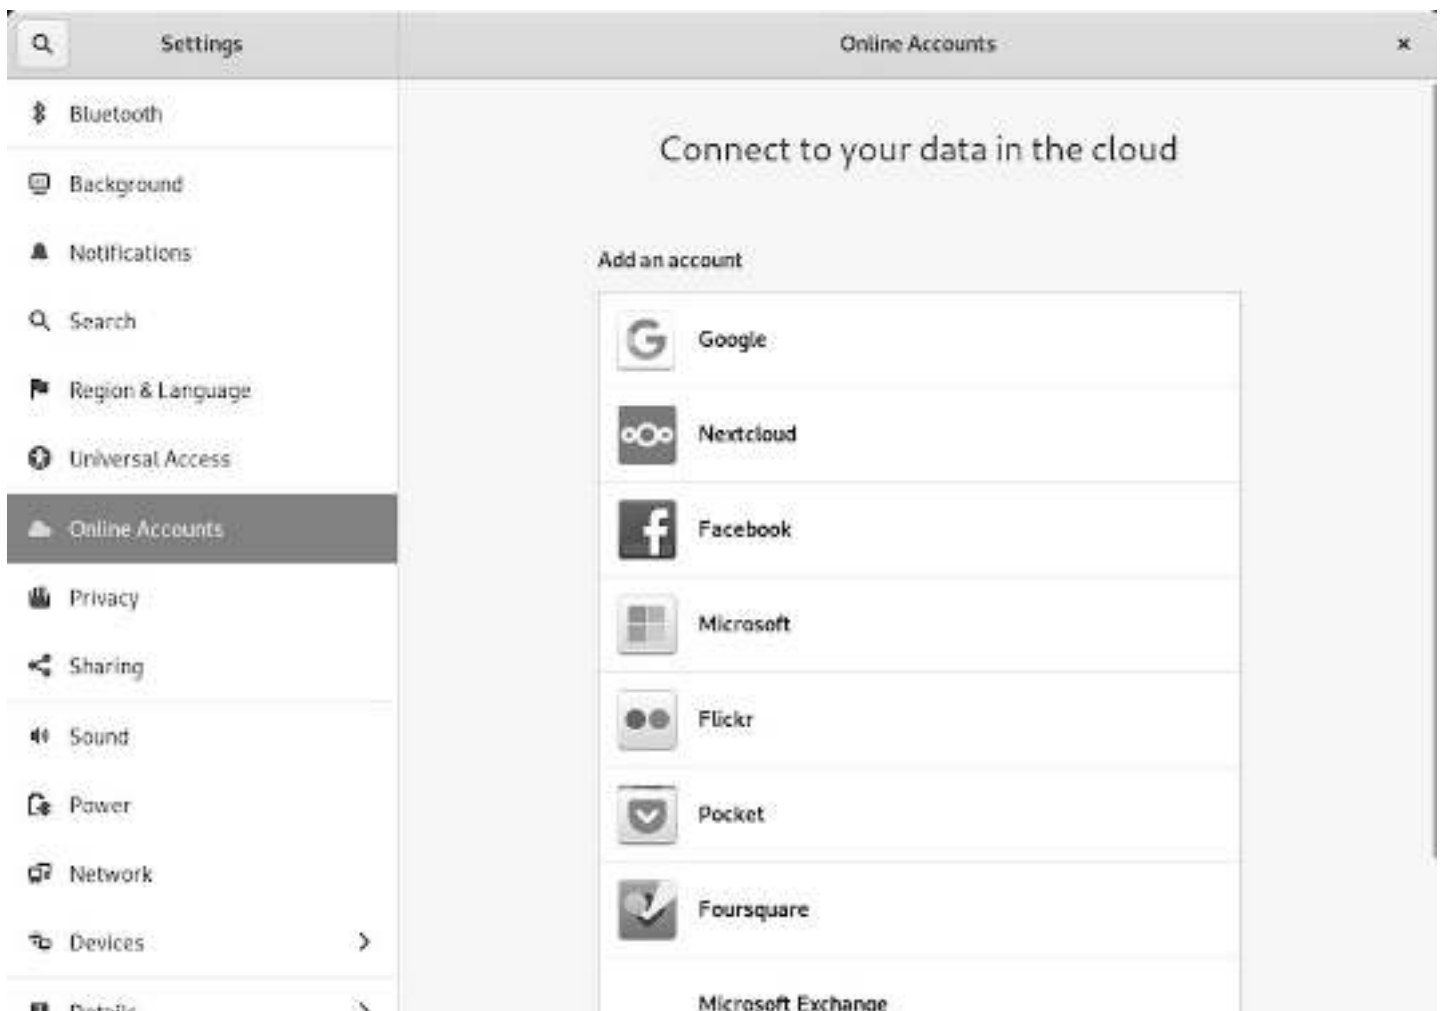 Settings
Online Accounts
Bluetooth
Background
Notifications
Search
Region & Language
Universal Access
Online Accounts
Privacy
Sharing
Sound
Power
Network
Devices
Details
Connect to your data in the cloud
Add an account
Google
Nextcloud
Facebook
Microsoft
Flickr
Pocket
Foursquare
Microsoft Exchange